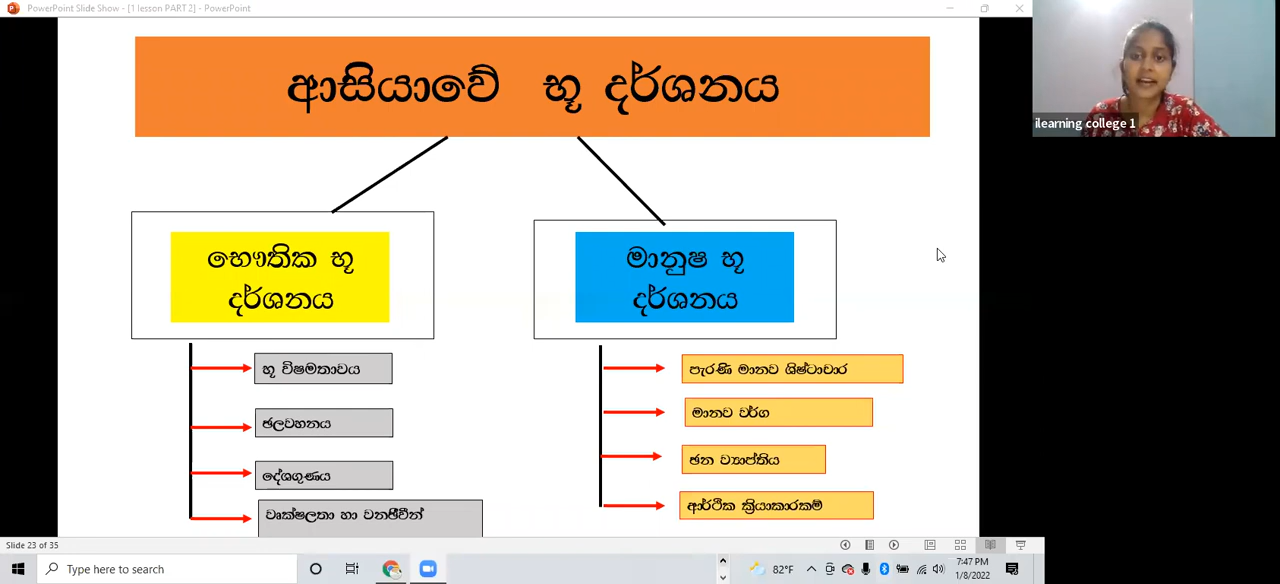 PowerPoint Slide Show - [1 lesson PART 2] - PowerPoint
ආසියාවේ භූ දර්ශනය
ilearning college 1
භෞතික භූ
දර්ශනය
මානුෂ භූ
දර්ශනය
භූ විෂමතාවය
ජලවහනය
දේශගුණය
වෘක්ෂලතා හා වනජීවීන්
පැරණි මානව ශිෂ්ටාචාර
මානව වර්ග
ජන ව්‍යාප්තිය
ආර්ථික ක්‍රියාකාරකම්
Slide 23 of 35
Type here to search
82°F
7:47 PM
1/8/2022